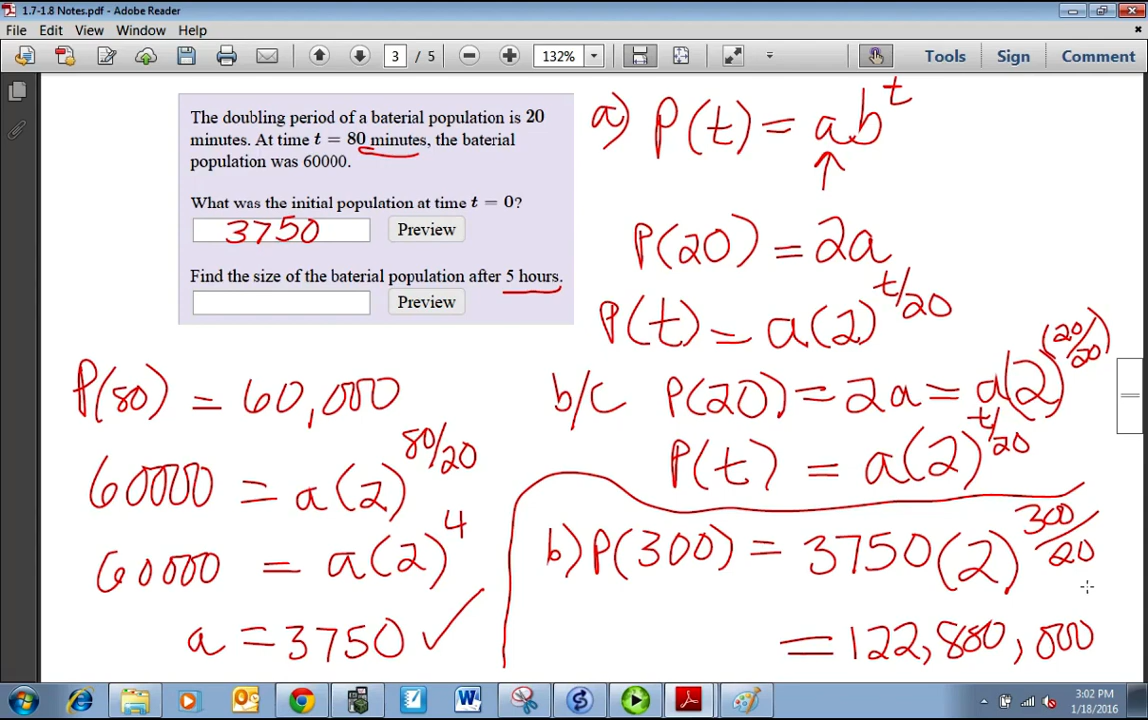 1.7-1.8 Notes.pdf - Adobe Reader
File Edit View Window Help
3 / 5 132% Tools Sign Comment
The doubling period of a baterial population is 20
minutes. At time t = 80 minutes, the baterial
population was 60000.
What was the initial population at time t = 0?
3750 Preview
Find the size of the baterial population after 5 hours.
Preview
a) P(t) = ab^t
P(20) = 2a
P(t) = a(2)^t/20
P(80) = 60,000
60000 = a(2)^80/20
60000 = a(2)^4
a = 3750 ✓
b/c P(20) = 2a = a(2)^(20/20)
P(t) = a(2)^t/20
b) P(300) = 3750(2)^300/20
= 122,880,000
3:02 PM
1/18/2016